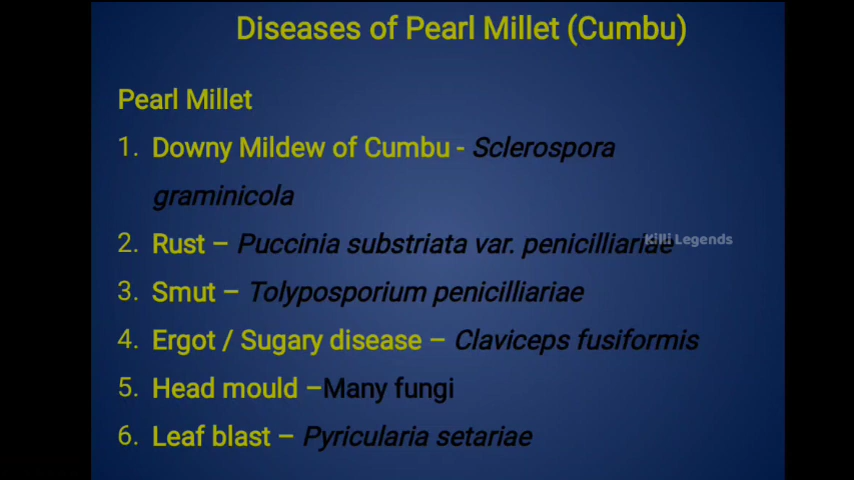 Diseases of Pearl Millet (Cumbu)
Pearl Millet
1. Downy Mildew of Cumbu - Sclerospora
graminicola
2. Rust – Puccinia substriata var. penicilliariae
Killi Legends
3. Smut – Tolyposporium penicilliariae
4. Ergot / Sugary disease – Claviceps fusiformis
5. Head mould –Many fungi
6. Leaf blast – Pyricularia setariae